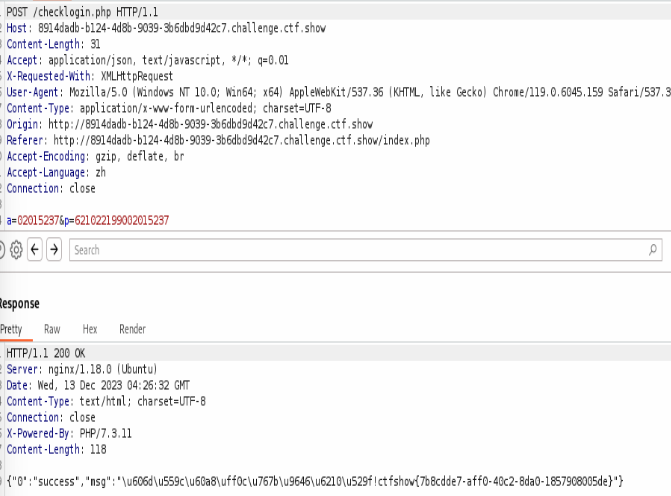 POST /checklogin.php HTTP/1.1
Host: 8914dadb-b124-4d8b-9039-3b6dbd9d42c7.challenge.ctf.show
Content-Length: 31
Accept: application/json, text/javascript, */*; q=0.01
X-Requested-With: XMLHttpRequest
User-Agent: Mozilla/5.0 (Windows NT 10.0; Win64; x64) AppleWebKit/537.36 (KHTML, like Gecko) Chrome/119.0.6045.159 Safari/537.3
Content-Type: application/x-www-form-urlencoded; charset=UTF-8
Origin: http://8914dadb-b124-4d8b-9039-3b6dbd9d42c7.challenge.ctf.show
Referer: http://8914dadb-b124-4d8b-9039-3b6dbd9d42c7.challenge.ctf.show/index.php
Accept-Encoding: gzip, deflate, br
Accept-Language: zh
Connection: close
a=02015237&p=621022199002015237
Search
Response
Pretty Raw Hex Render
HTTP/1.1 200 OK
Server: nginx/1.18.0 (Ubuntu)
Date: Wed, 13 Dec 2023 04:26:32 GMT
Content-Type: text/html; charset=UTF-8
Connection: close
X-Powered-By: PHP/7.3.11
Content-Length: 118
{"0":"success","msg":"\u606d\u559c\u60a8\uff0c\u767b\u9646\u6210\u529f!ctfshow{7b8cdde7-aff0-40c2-8da0-1857908005de}"}